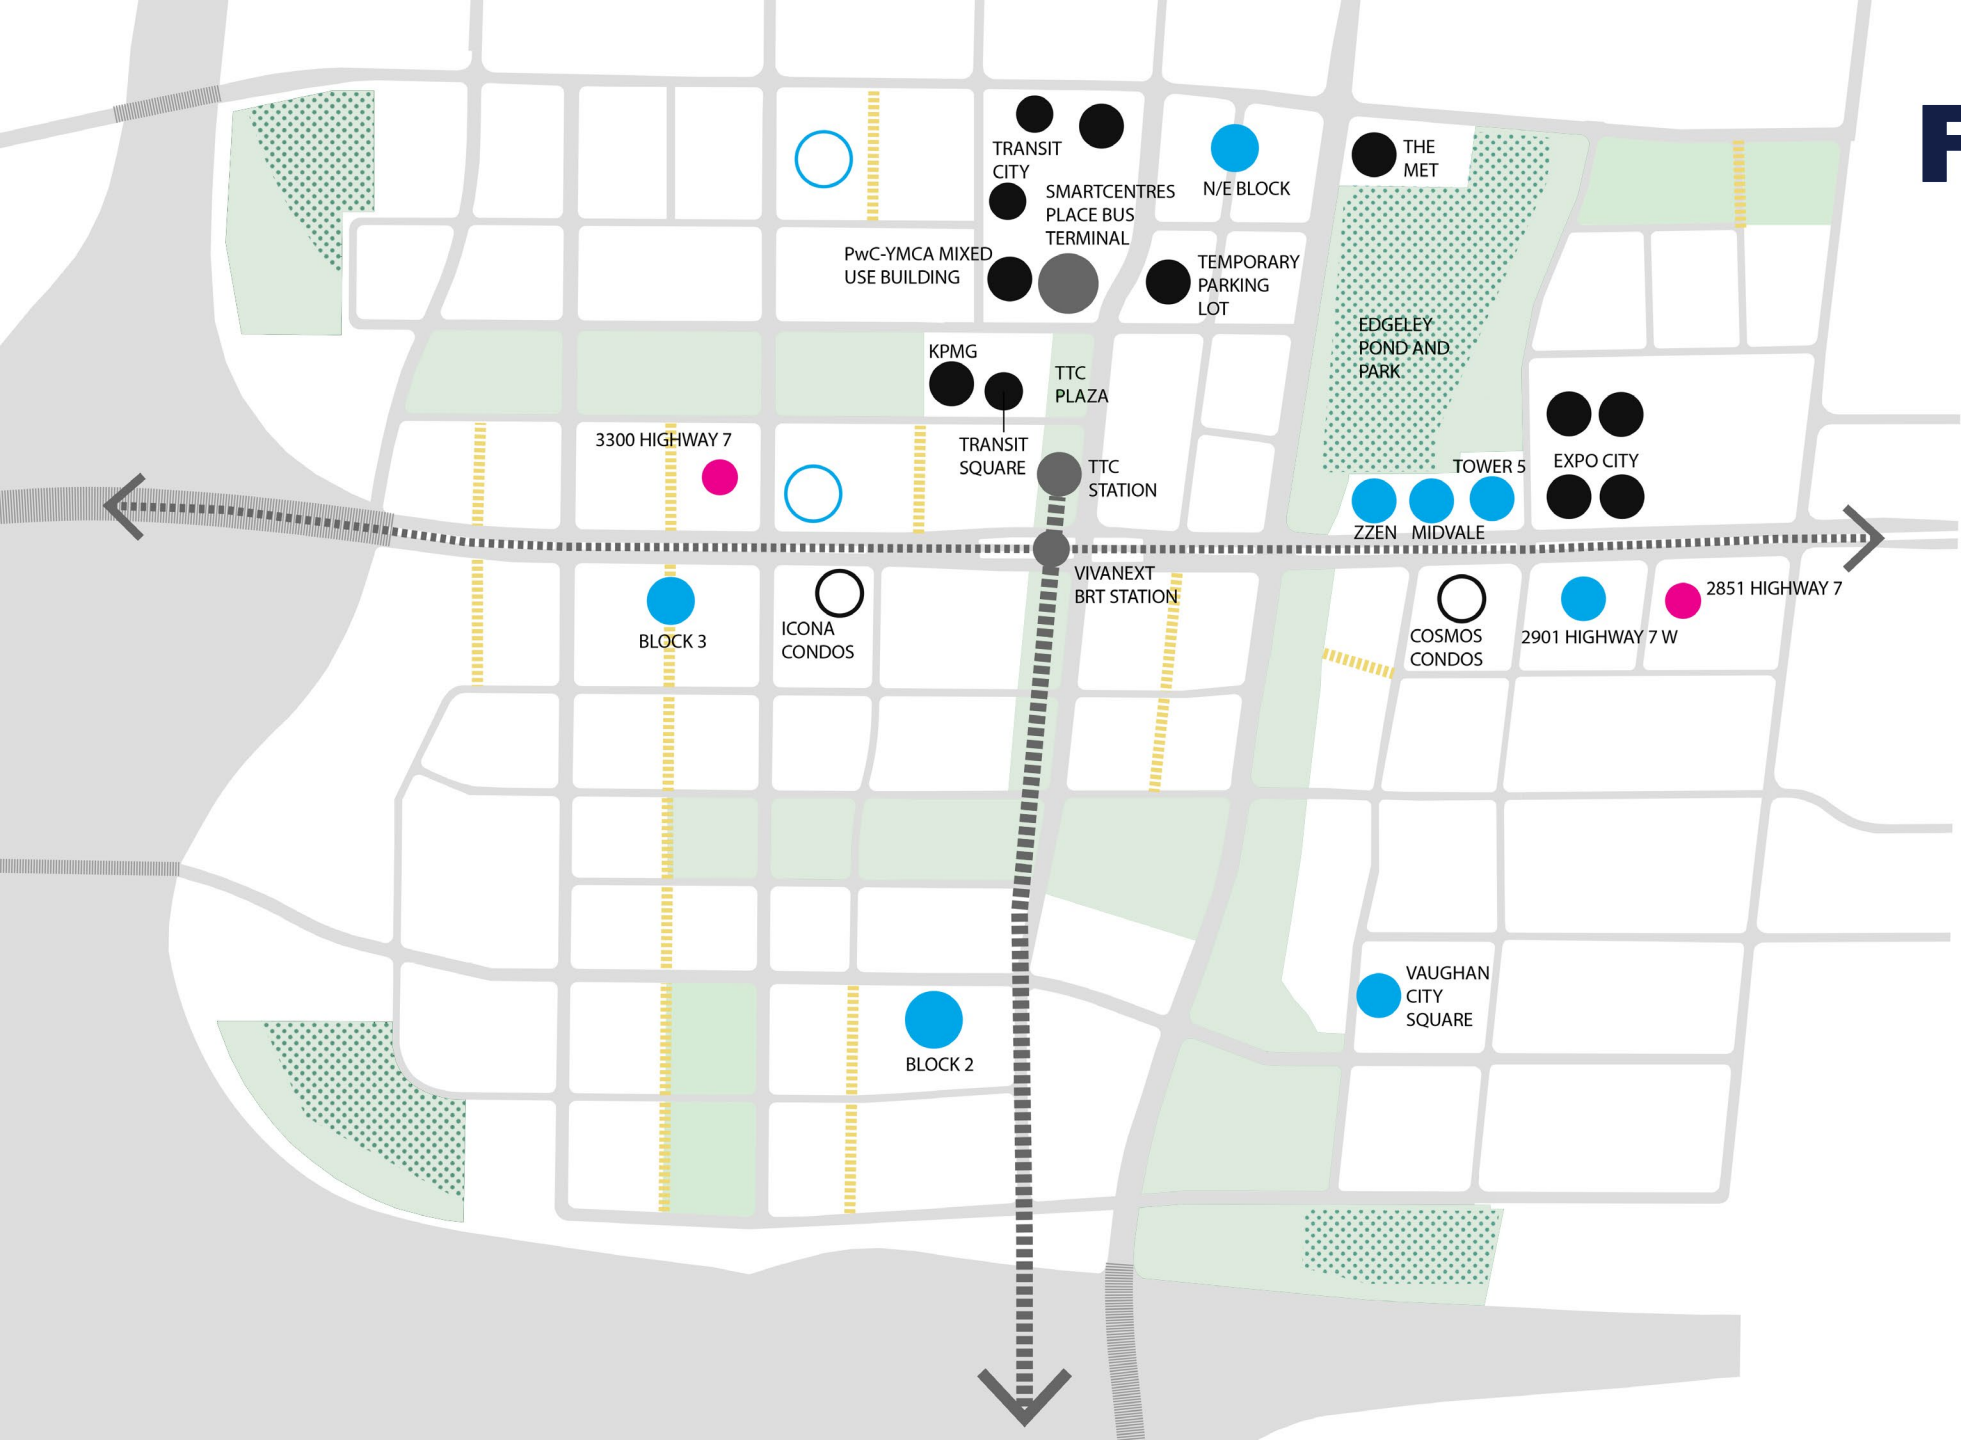 F
TRANSIT
CITY
SMARTCENTRES
PLACE BUS
TERMINAL
N/E BLOCK
THE
MET
PwC-YMCA MIXED
USE BUILDING
TEMPORARY
PARKING
LOT
EDGELEY
POND AND
PARK
KPMG
TTC
PLAZA
3300 HIGHWAY 7
TRANSIT
SQUARE
TTC
STATION
TOWER 5
EXPO CITY
ZZEN
MIDVALE
VIVANEXT
BRT STATION
2851 HIGHWAY 7
BLOCK 3
ICONA
CONDOS
COSMOS
CONDOS
2901 HIGHWAY 7 W
VAUGHAN
CITY
SQUARE
BLOCK 2